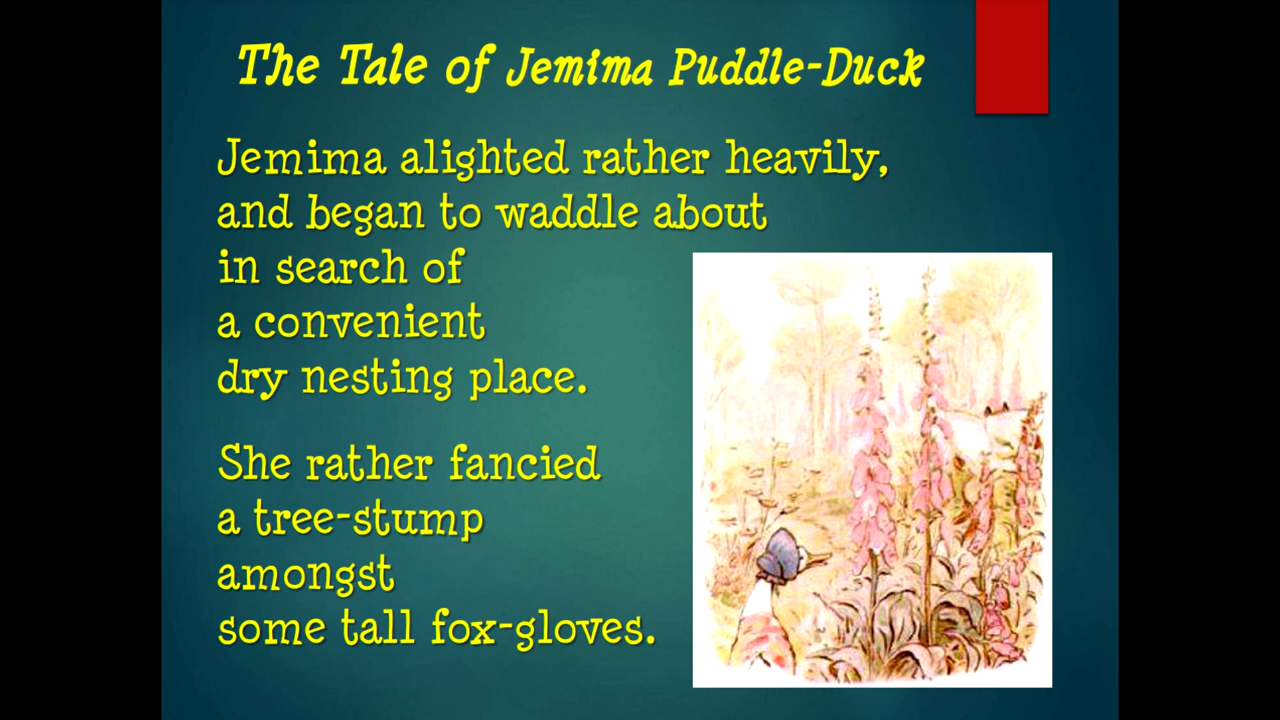 The Tale of Jemima Puddle-Duck
Jemima alighted rather heavily,
and began to waddle about
in search of
a convenient
dry nesting place.
She rather fancied
a tree-stump
amongst
some tall fox-gloves.